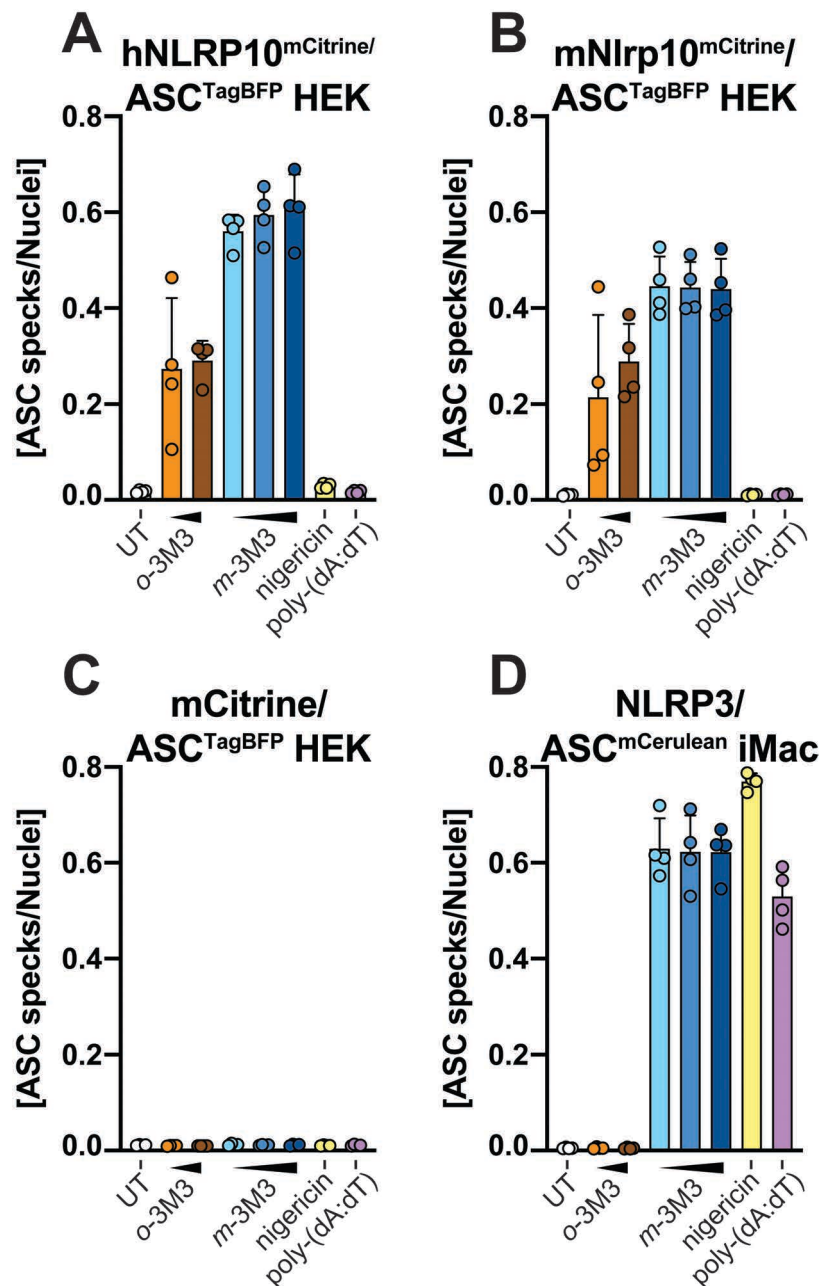 A
hNLRP10mCitrine/
ASCTagBFP HEK
[ASC specks/Nuclei]
0.8
0.6
0.4
0.2
0.0
UT
o-3M3
m-3M3
nigericin
poly-(dA:dT)
B
mNlrp10mCitrine/
ASCTagBFP HEK
[ASC specks/Nuclei]
0.8
0.6
0.4
0.2
0.0
UT
o-3M3
m-3M3
nigericin
poly-(dA:dT)
C
mCitrine/
ASCTagBFP HEK
[ASC specks/Nuclei]
0.8
0.6
0.4
0.2
0.0
UT
o-3M3
m-3M3
nigericin
poly-(dA:dT)
D
NLRP3/
ASCmCerulean iMac
[ASC specks/Nuclei]
0.8
0.6
0.4
0.2
0.0
UT
o-3M3
m-3M3
nigericin
poly-(dA:dT)